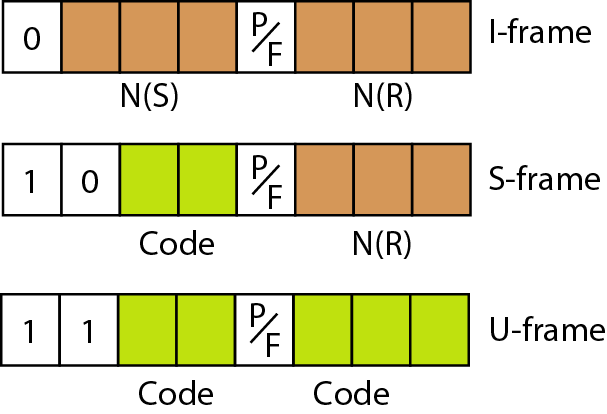 0 P/F I-frame
N(S) N(R)
1 0 P/F S-frame
Code N(R)
1 1 P/F U-frame
Code Code